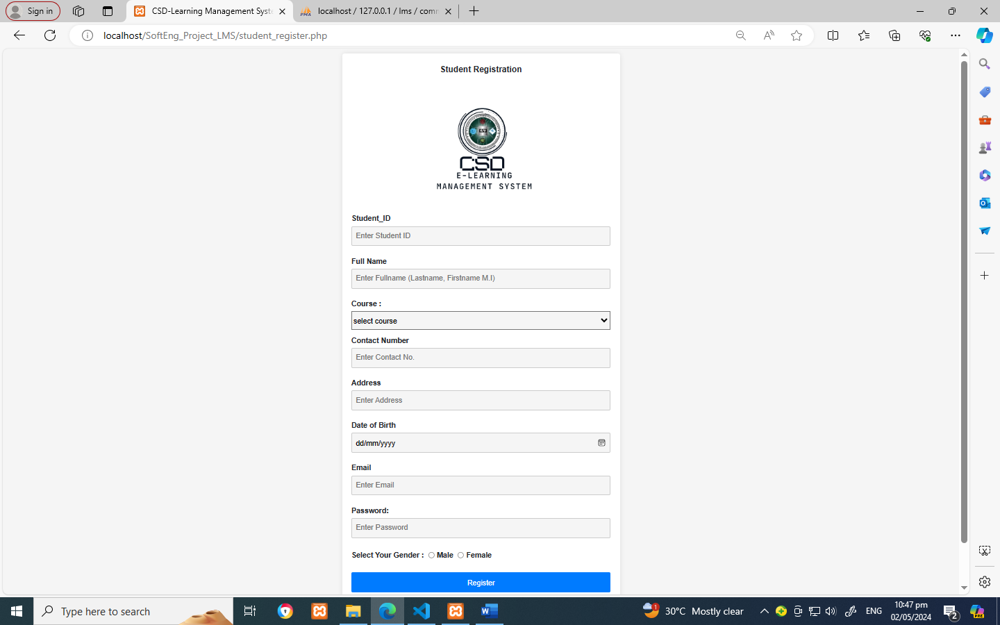 Sign in
CSD-Learning Management Syst
localhost / 127.0.0.1 / lms / com
localhost/SoftEng_Project_LMS/student_register.php
Student Registration
CSD
E-LEARNING
MANAGEMENT SYSTEM
Student_ID
Enter Student ID
Full Name
Enter Fullname (Lastname, Firstname M.I)
Course :
select course
Contact Number
Enter Contact No.
Address
Enter Address
Date of Birth
dd/mm/yyyy
Email
Enter Email
Password:
Enter Password
Select Your Gender : Male Female
Register
Type here to search
1
30°C Mostly clear
ENG
10:47 pm
02/05/2024
2
PRE